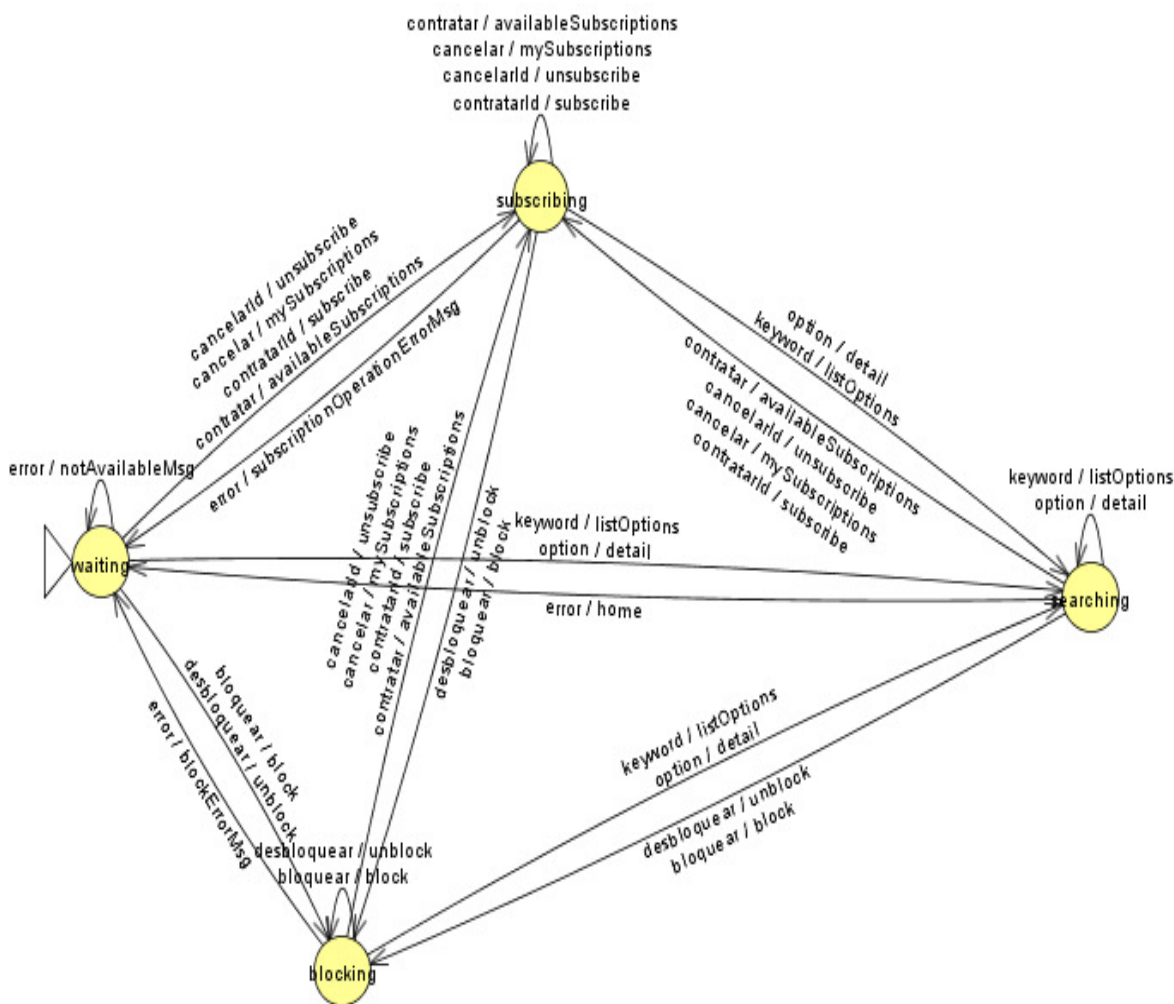 contratar / availableSubscriptions
cancelar / mySubscriptions
cancelarId / unsubscribe
contratarId / subscribe
subscribing
cancelarId / unsubscribe
cancelar / mySubscriptions
contratarId / subscribe
contratar / availableSubscriptions
error / subscriptionOperationErrorMsg
option / detail
keyword / listOptions
contratar / availableSubscriptions
cancelarId / unsubscribe
cancelar / mySubscriptions
contratarId / subscribe
error / notAvailableMsg
waiting
keyword / listOptions
option / detail
searching
keyword / listOptions
option / detail
error / home
cancelarId / unsubscribe
cancelar / mySubscriptions
contratarId / subscribe
contratar / availableSubscriptions
desbloquear / unblock
bloquear / block
bloquear / block
desbloquear / unblock
error / blockErrorMsg
keyword / listOptions
option / detail
desbloquear / unblock
bloquear / block
desbloquear / unblock
bloquear / block
blocking